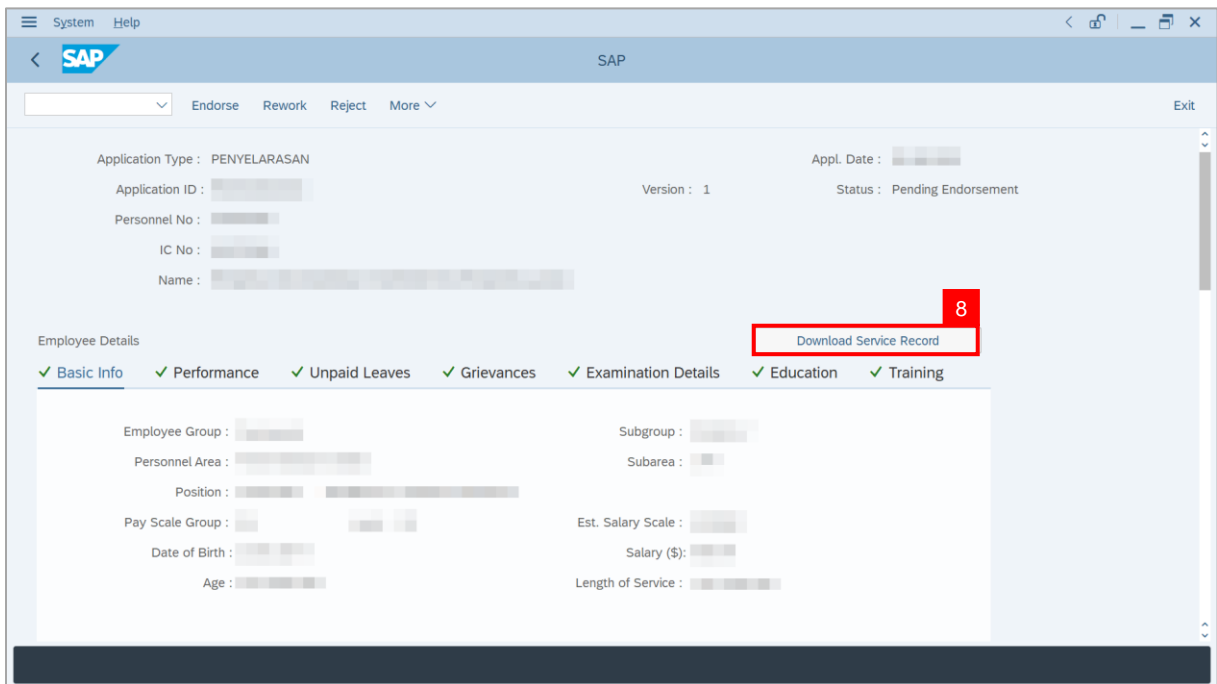 System Help
SAP SAP
Endorse Rework Reject More Exit
Application Type : PENYELARASAN Appl. Date :
Application ID : Version : 1 Status : Pending Endorsement
Personnel No :
IC No :
Name :
8
Employee Details Download Service Record
Basic Info Performance Unpaid Leaves Grievances Examination Details Education Training
Employee Group : Subgroup :
Personnel Area : Subarea :
Position :
Pay Scale Group : Est. Salary Scale :
Date of Birth : Salary ($):
Age : Length of Service :